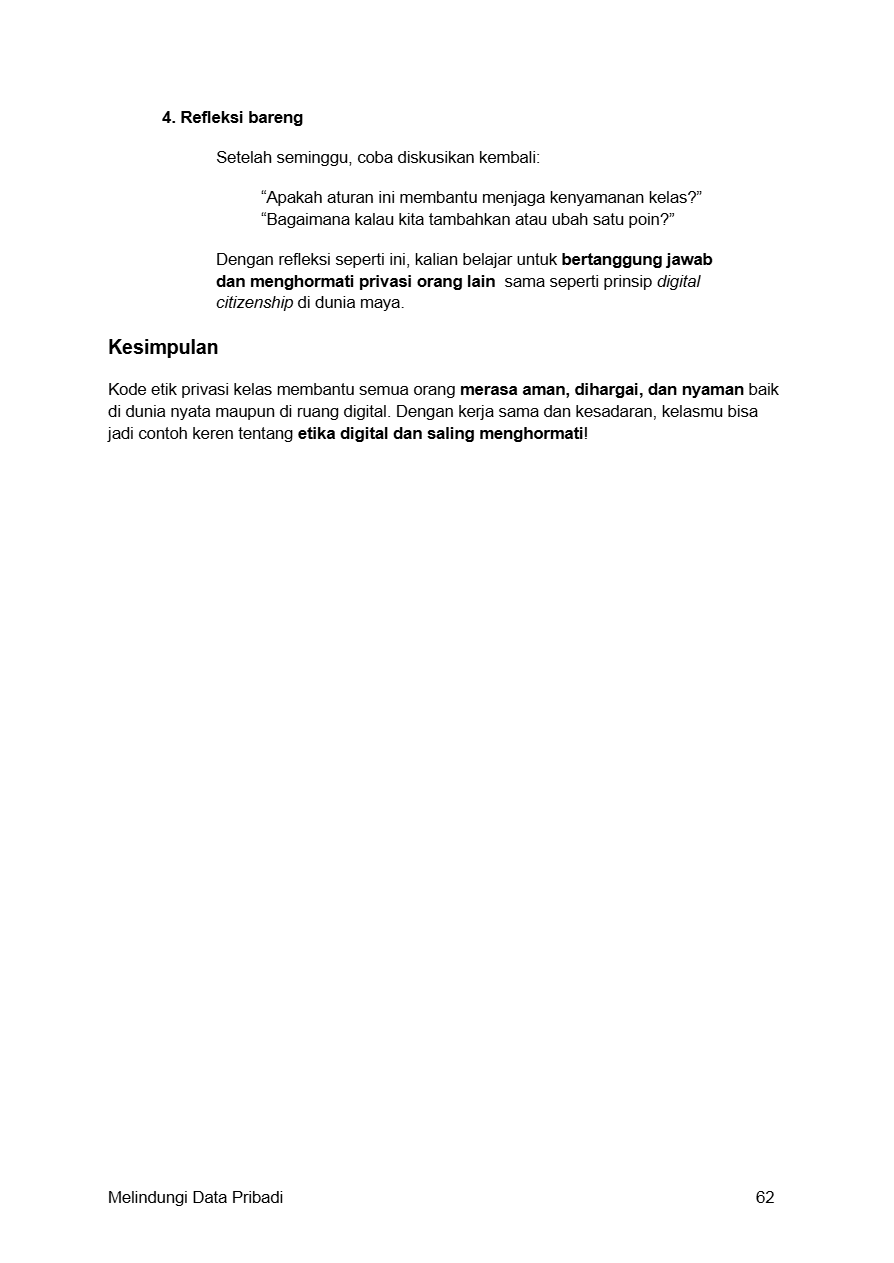 4. Refleksi bareng
Setelah seminggu, coba diskusikan kembali:
“Apakah aturan ini membantu menjaga kenyamanan kelas?”
“Bagaimana kalau kita tambahkan atau ubah satu poin?”
Dengan refleksi seperti ini, kalian belajar untuk bertanggung jawab
dan menghormati privasi orang lain  sama seperti prinsip digital
citizenship di dunia maya.
Kesimpulan
Kode etik privasi kelas membantu semua orang merasa aman, dihargai, dan nyaman baik
di dunia nyata maupun di ruang digital. Dengan kerja sama dan kesadaran, kelasmu bisa
jadi contoh keren tentang etika digital dan saling menghormati!
Melindungi Data Pribadi 62